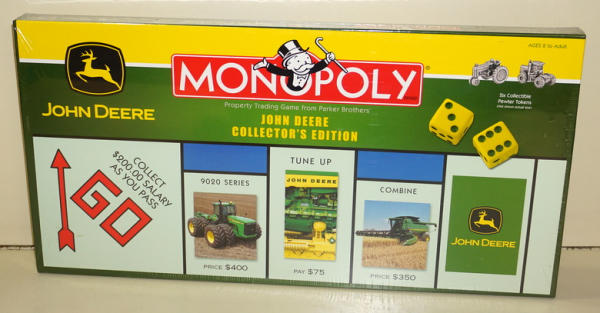 AGES 8 to Adult
MONOPOLY
Property Trading Game from Parker Brothers
JOHN DEERE
COLLECTOR'S EDITION
JOHN DEERE
Six Collectible
Pewter Tokens
COLLECT
$200.00 SALARY
AS YOU PASS
GO
9020 SERIES
PRICE $400
TUNE UP
JOHN DEERE
PAY $75
COMBINE
PRICE $350
JOHN DEERE